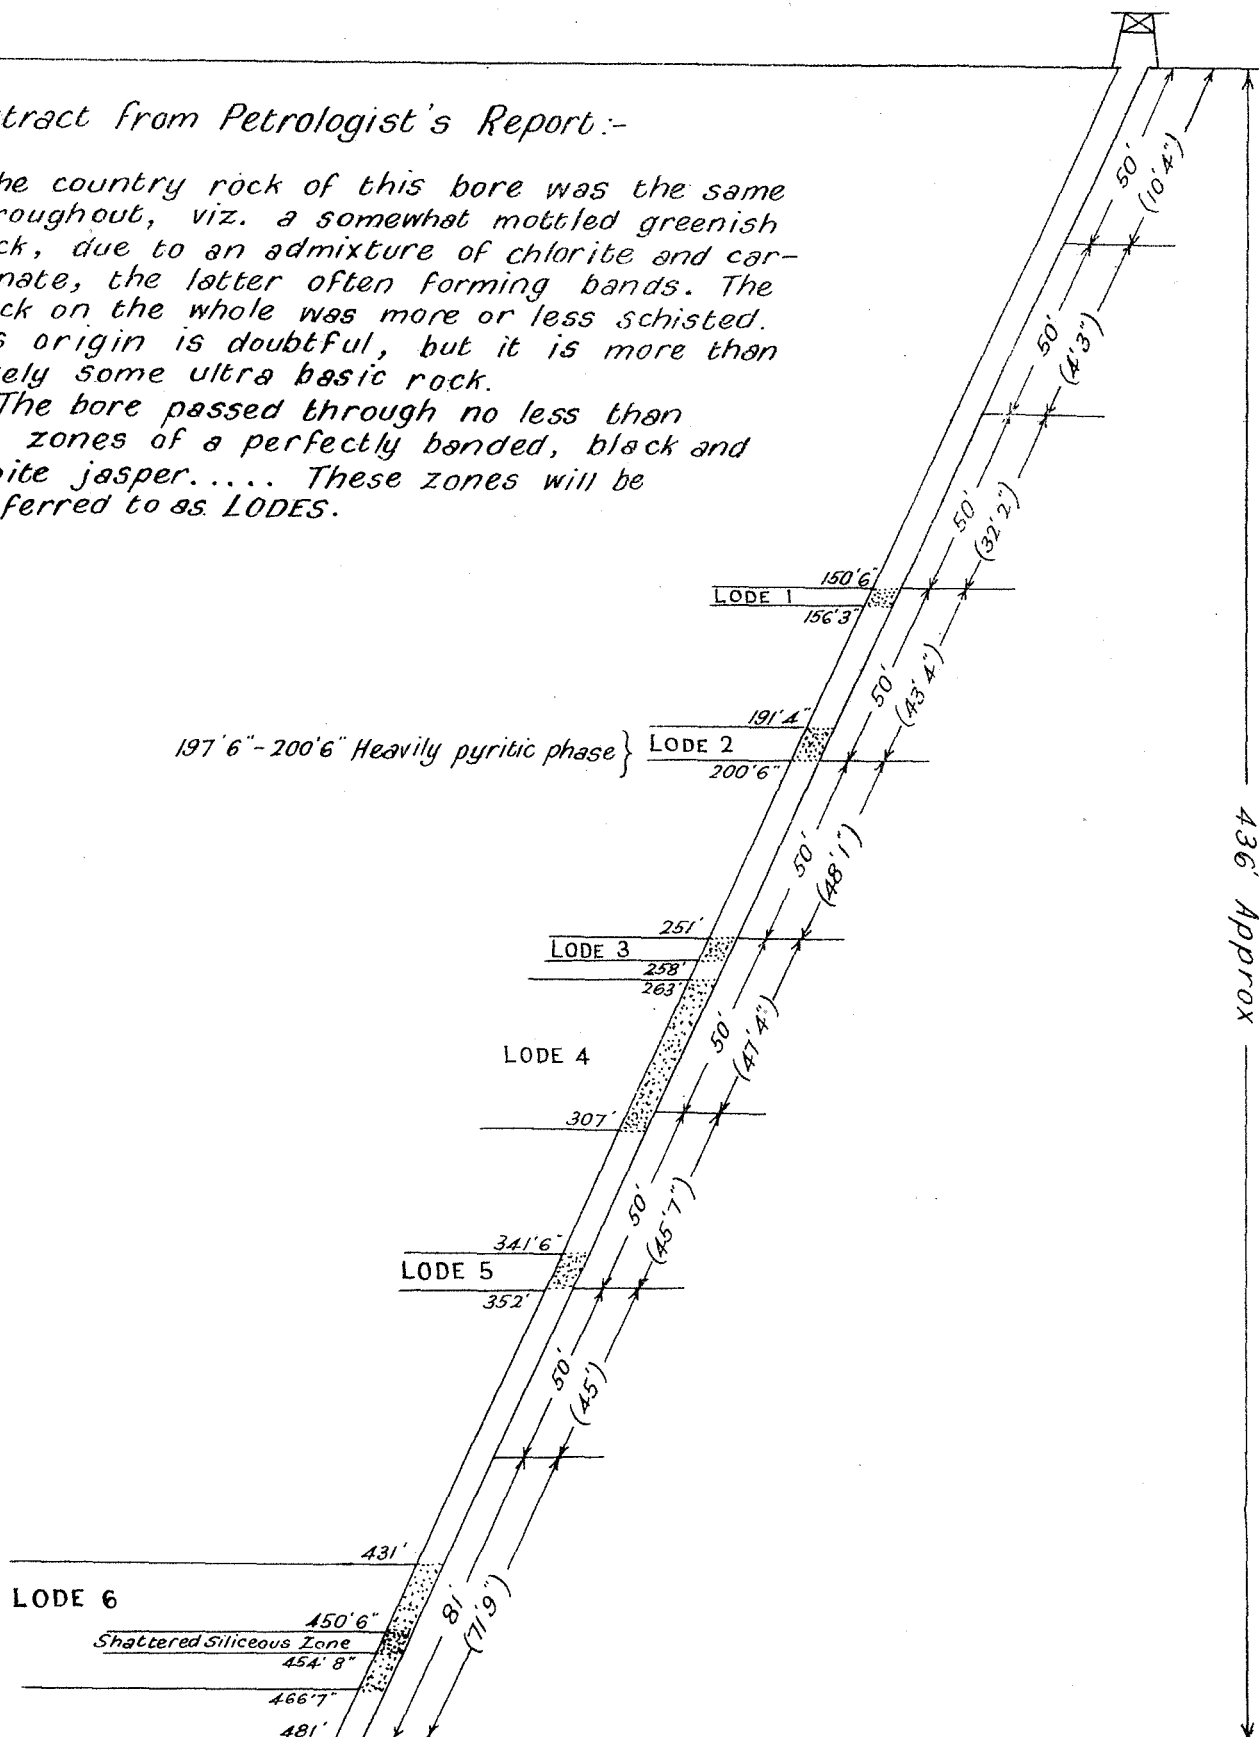 tract from Petrologist's Report:-
he country rock of this bore was the same
roughout, viz. a somewhat mottled greenish
ck, due to an admixture of chlorite and car-
nate, the latter often forming bands. The
ck on the whole was more or less schisted.
s origin is doubtful, but it is more than
ely some ultra basic rock.
The bore passed through no less than
zones of a perfectly banded, black and
ite jasper..... These zones will be
ferred to as LODES.
50'
(10'4")
50'
(4'3")
50'
(32'2")
150'6"
LODE 1
156'3"
50'
(43'4")
191'4"
197'6"-200'6" Heavily pyritic phase} LODE 2
200'6"
50'
(48'1")
436' Approx
251'
LODE 3
258'
263'
50'
(47'4")
LODE 4
307'
50'
(45'7")
341'6"
LODE 5
352'
50'
(45')
431'
LODE 6
81'
(71'9")
450'6"
Shattered Siliceous Zone
454'8"
466'7"
481'